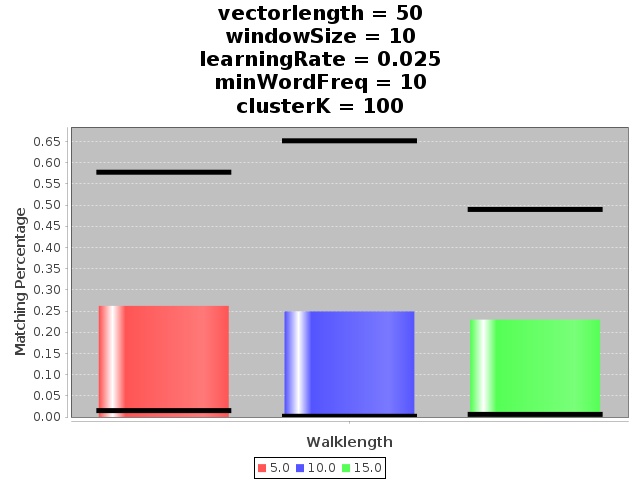 vectorlength = 50
windowSize = 10
learningRate = 0.025
minWordFreq = 10
clusterK = 100
0.65
0.60
0.55
0.50
0.45
0.40
0.35
0.30
0.25
0.20
0.15
0.10
0.05
0.00
Matching Percentage
Walklength
5.0 10.0 15.0